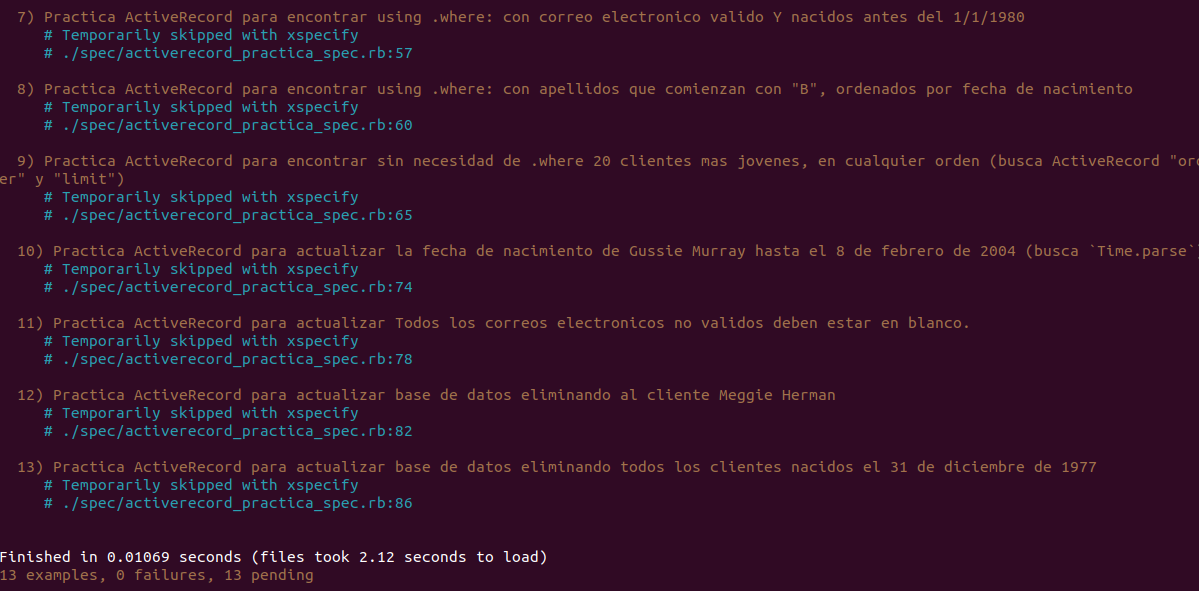 7) Practica ActiveRecord para encontrar using .where: con correo electronico valido Y nacidos antes del 1/1/1980
# Temporarily skipped with xspecify
# ./spec/activerecord_practica_spec.rb:57
8) Practica ActiveRecord para encontrar using .where: con apellidos que comienzan con "B", ordenados por fecha de nacimiento
# Temporarily skipped with xspecify
# ./spec/activerecord_practica_spec.rb:60
9) Practica ActiveRecord para encontrar sin necesidad de .where 20 clientes mas jovenes, en cualquier orden (busca ActiveRecord "ord
er" y "limit")
# Temporarily skipped with xspecify
# ./spec/activerecord_practica_spec.rb:65
10) Practica ActiveRecord para actualizar la fecha de nacimiento de Gussie Murray hasta el 8 de febrero de 2004 (busca `Time.parse`)
# Temporarily skipped with xspecify
# ./spec/activerecord_practica_spec.rb:74
11) Practica ActiveRecord para actualizar Todos los correos electronicos no validos deben estar en blanco.
# Temporarily skipped with xspecify
# ./spec/activerecord_practica_spec.rb:78
12) Practica ActiveRecord para actualizar base de datos eliminando al cliente Meggie Herman
# Temporarily skipped with xspecify
# ./spec/activerecord_practica_spec.rb:82
13) Practica ActiveRecord para actualizar base de datos eliminando todos los clientes nacidos el 31 de diciembre de 1977
# Temporarily skipped with xspecify
# ./spec/activerecord_practica_spec.rb:86
Finished in 0.01069 seconds (files took 2.12 seconds to load)
13 examples, 0 failures, 13 pending